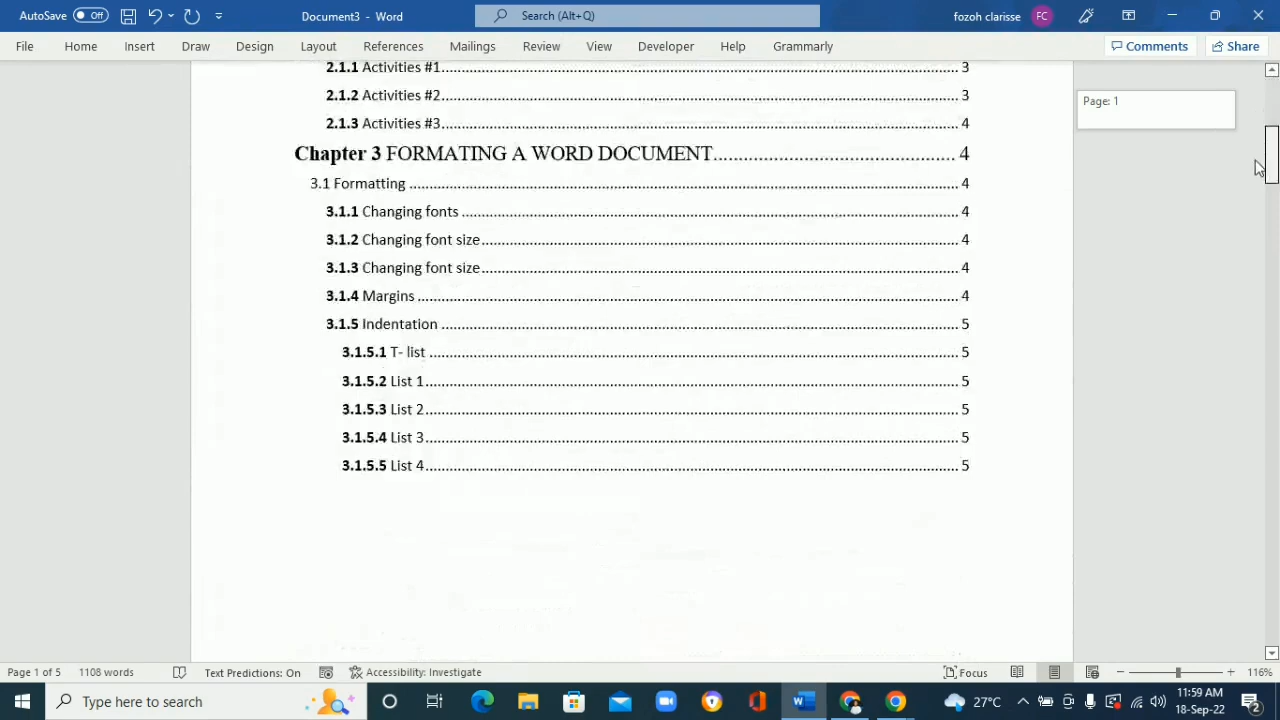 AutoSave Off Document3 - Word Search (Alt+Q) fozoh clarisse FC
File Home Insert Draw Design Layout References Mailings Review View Developer Help Grammarly Comments Share
2.1.1 Activities #1 3
2.1.2 Activities #2 3
2.1.3 Activities #3 4
Chapter 3 FORMATING A WORD DOCUMENT 4
3.1 Formatting 4
3.1.1 Changing fonts 4
3.1.2 Changing font size 4
3.1.3 Changing font size 4
3.1.4 Margins 4
3.1.5 Indentation 5
3.1.5.1 T- list 5
3.1.5.2 List 1 5
3.1.5.3 List 2 5
3.1.5.4 List 3 5
3.1.5.5 List 4 5
Page: 1
Page 1 of 5 1108 words Text Predictions: On Accessibility: Investigate Focus 116%
Type here to search 27°C 11:59 AM
18-Sep-22 2